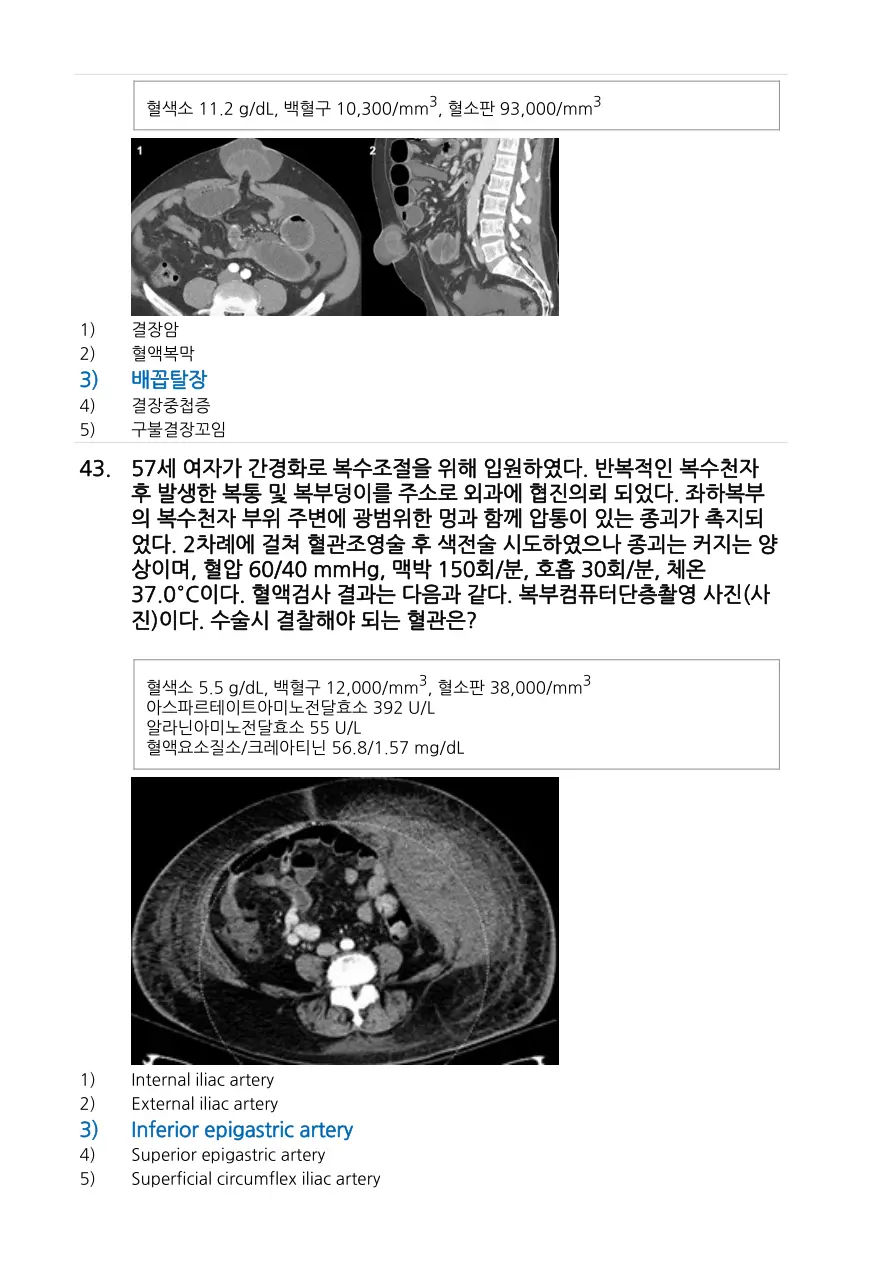 혈색소 11.2 g/dL, 백혈구 10,300/mm3, 혈소판 93,000/mm3
1 2
1) 결장암
2) 혈액복막
3) 배꼽탈장
4) 결장중첩증
5) 구불결장꼬임
43. 57세 여자가 간경화로 복수조절을 위해 입원하였다. 반복적인 복수천자
후 발생한 복통 및 복부덩이를 주소로 외과에 협진의뢰 되었다. 좌하복부
의 복수천자 부위 주변에 광범위한 멍과 함께 압통이 있는 종괴가 촉지되
었다. 2차례에 걸쳐 혈관조영술 후 색전술 시도하였으나 종괴는 커지는 양
상이며, 혈압 60/40 mmHg, 맥박 150회/분, 호흡 30회/분, 체온
37.0°C이다. 혈액검사 결과는 다음과 같다. 복부컴퓨터단층촬영 사진(사
진)이다. 수술시 결찰해야 되는 혈관은?
혈색소 5.5 g/dL, 백혈구 12,000/mm3, 혈소판 38,000/mm3
아스파르테이트아미노전달효소 392 U/L
알라닌아미노전달효소 55 U/L
혈액요소질소/크레아티닌 56.8/1.57 mg/dL
1) Internal iliac artery
2) External iliac artery
3) Inferior epigastric artery
4) Superior epigastric artery
5) Superficial circumflex iliac artery